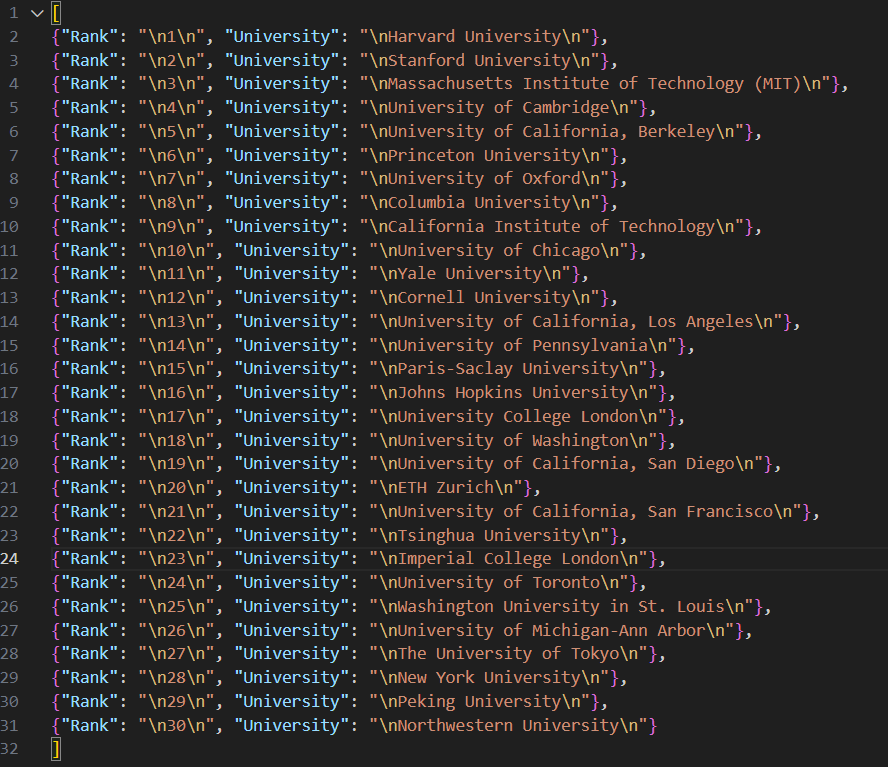 1 [
2 {"Rank": "\n1\n", "University": "\nHarvard University\n"},
3 {"Rank": "\n2\n", "University": "\nStanford University\n"},
4 {"Rank": "\n3\n", "University": "\nMassachusetts Institute of Technology (MIT)\n"},
5 {"Rank": "\n4\n", "University": "\nUniversity of Cambridge\n"},
6 {"Rank": "\n5\n", "University": "\nUniversity of California, Berkeley\n"},
7 {"Rank": "\n6\n", "University": "\nPrinceton University\n"},
8 {"Rank": "\n7\n", "University": "\nUniversity of Oxford\n"},
9 {"Rank": "\n8\n", "University": "\nColumbia University\n"},
10 {"Rank": "\n9\n", "University": "\nCalifornia Institute of Technology\n"},
11 {"Rank": "\n10\n", "University": "\nUniversity of Chicago\n"},
12 {"Rank": "\n11\n", "University": "\nYale University\n"},
13 {"Rank": "\n12\n", "University": "\nCornell University\n"},
14 {"Rank": "\n13\n", "University": "\nUniversity of California, Los Angeles\n"},
15 {"Rank": "\n14\n", "University": "\nUniversity of Pennsylvania\n"},
16 {"Rank": "\n15\n", "University": "\nParis-Saclay University\n"},
17 {"Rank": "\n16\n", "University": "\nJohns Hopkins University\n"},
18 {"Rank": "\n17\n", "University": "\nUniversity College London\n"},
19 {"Rank": "\n18\n", "University": "\nUniversity of Washington\n"},
20 {"Rank": "\n19\n", "University": "\nUniversity of California, San Diego\n"},
21 {"Rank": "\n20\n", "University": "\nETH Zurich\n"},
22 {"Rank": "\n21\n", "University": "\nUniversity of California, San Francisco\n"},
23 {"Rank": "\n22\n", "University": "\nTsinghua University\n"},
24 {"Rank": "\n23\n", "University": "\nImperial College London\n"},
25 {"Rank": "\n24\n", "University": "\nUniversity of Toronto\n"},
26 {"Rank": "\n25\n", "University": "\nWashington University in St. Louis\n"},
27 {"Rank": "\n26\n", "University": "\nUniversity of Michigan-Ann Arbor\n"},
28 {"Rank": "\n27\n", "University": "\nThe University of Tokyo\n"},
29 {"Rank": "\n28\n", "University": "\nNew York University\n"},
30 {"Rank": "\n29\n", "University": "\nPeking University\n"},
31 {"Rank": "\n30\n", "University": "\nNorthwestern University\n"}
32 ]